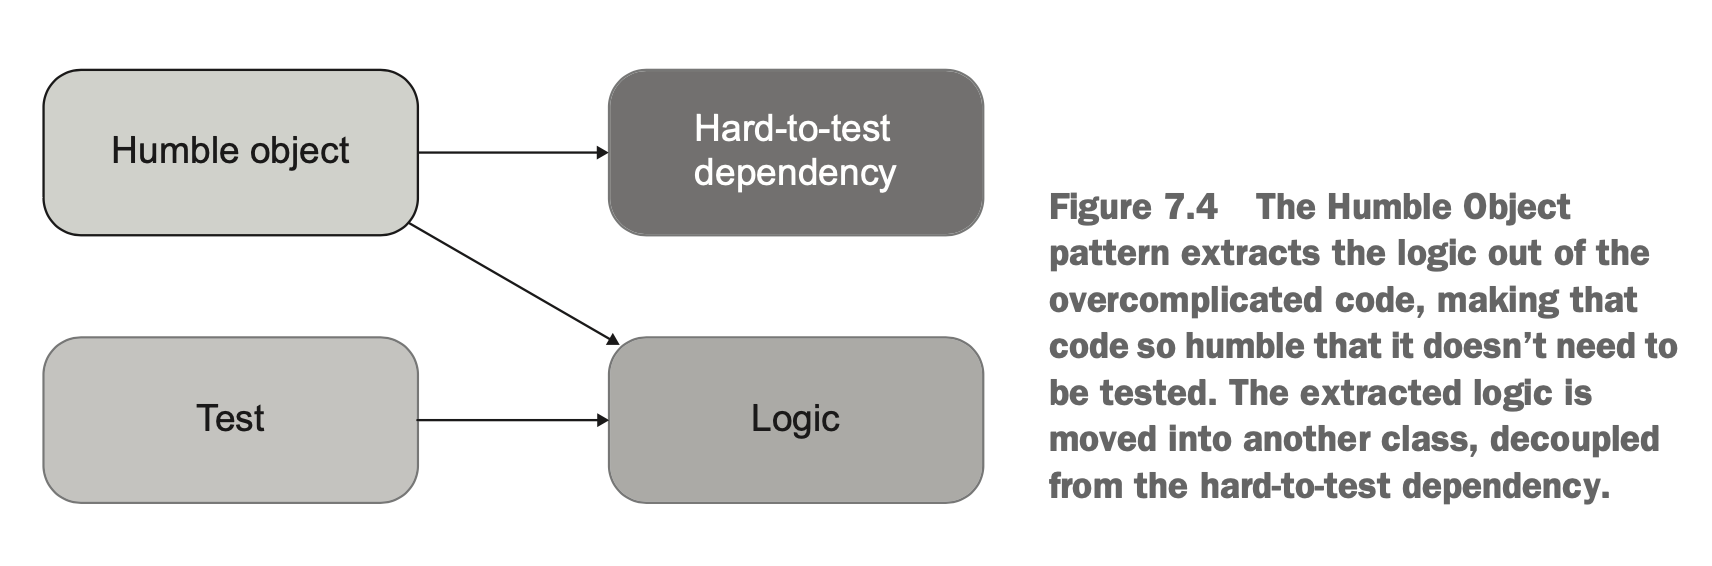 Humble object
Hard-to-test
dependency
Test
Logic
Figure 7.4 The Humble Object
pattern extracts the logic out of the
overcomplicated code, making that
code so humble that it doesn’t need to
be tested. The extracted logic is
moved into another class, decoupled
from the hard-to-test dependency.